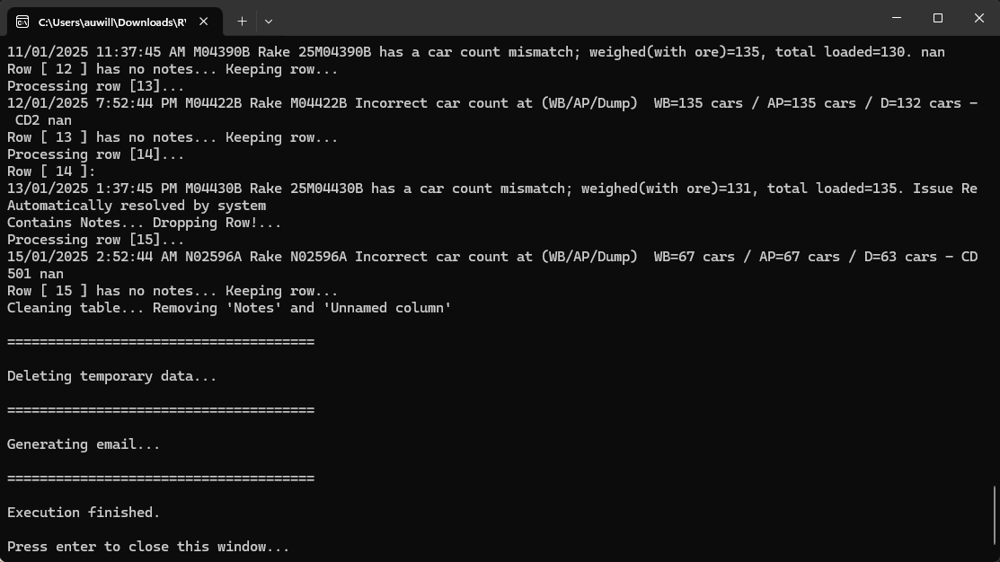 C:\Users\auwill\Downloads\R\
11/01/2025 11:37:45 AM M04390B Rake 25M04390B has a car count mismatch; weighed(with ore)=135, total loaded=130. nan
Row [ 12 ] has no notes... Keeping row...
Processing row [13]...
12/01/2025 7:52:44 PM M04422B Rake M04422B Incorrect car count at (WB/AP/Dump)  WB=135 cars / AP=135 cars / D=132 cars -
 CD2 nan
Row [ 13 ] has no notes... Keeping row...
Processing row [14]...
Row [ 14 ]:
13/01/2025 1:37:45 PM M04430B Rake 25M04430B has a car count mismatch; weighed(with ore)=131, total loaded=135. Issue Re
Automatically resolved by system
Contains Notes... Dropping Row!...
Processing row [15]...
15/01/2025 2:52:44 AM N02596A Rake N02596A Incorrect car count at (WB/AP/Dump)  WB=67 cars / AP=67 cars / D=63 cars - CD
501 nan
Row [ 15 ] has no notes... Keeping row...
Cleaning table... Removing 'Notes' and 'Unnamed column'
======================================
Deleting temporary data...
======================================
Generating email...
======================================
Execution finished.
Press enter to close this window...